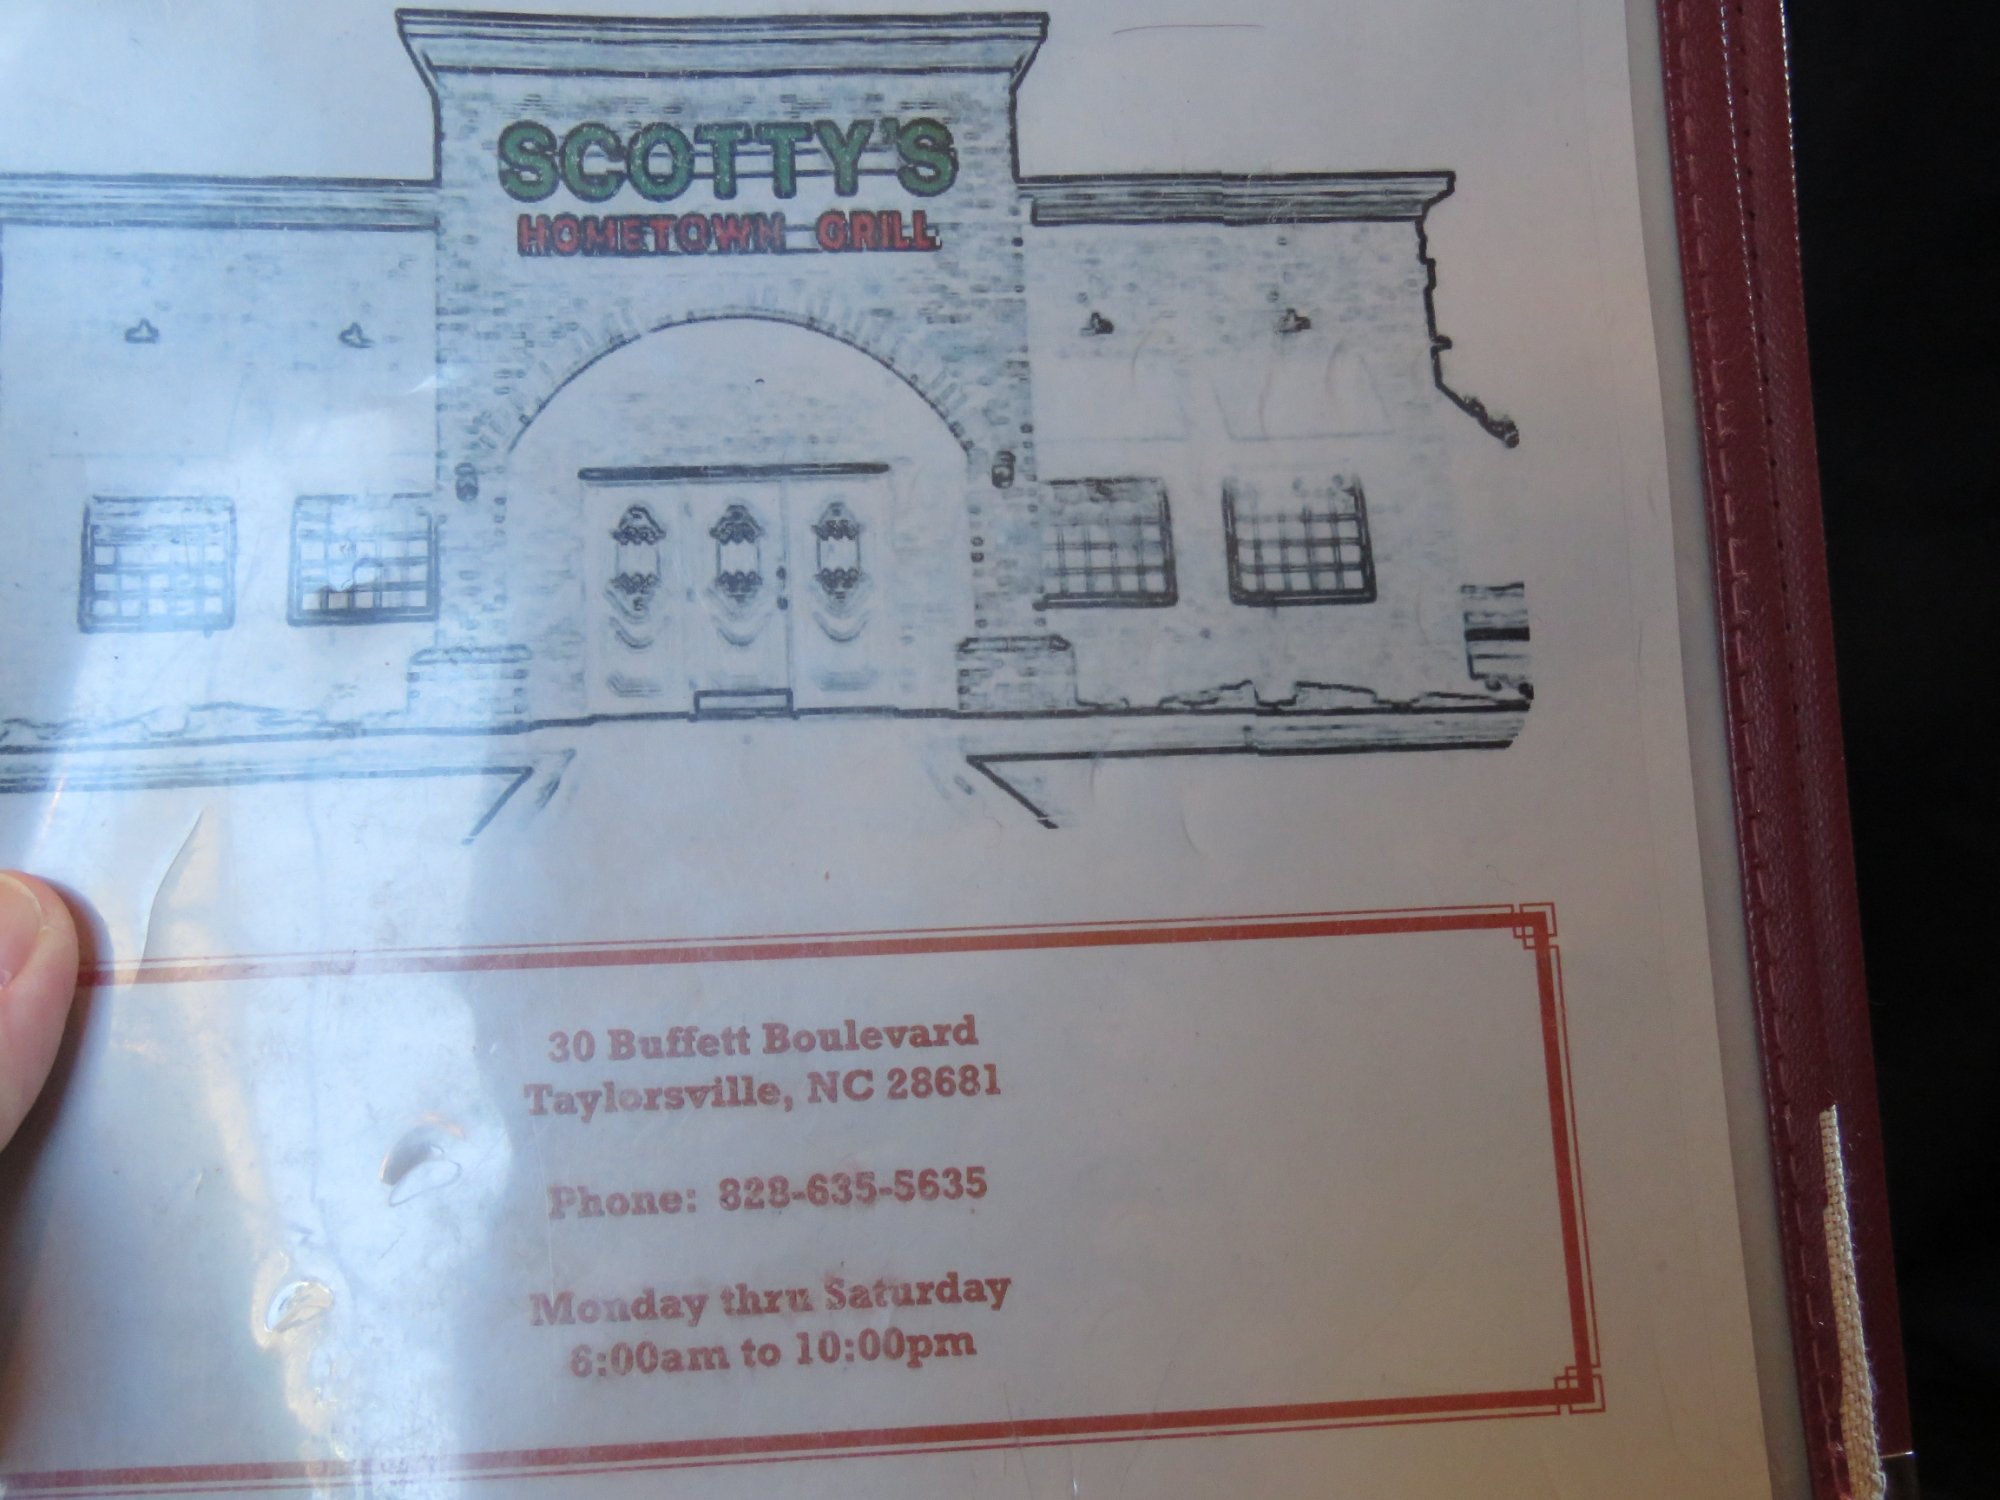 SCOTTY'S
HOMETOWN GRILL
30 Buffett Boulevard
Taylorsville, NC 28681
Phone: 828-635-5635
Monday thru Saturday
6:00am to 10:00pm